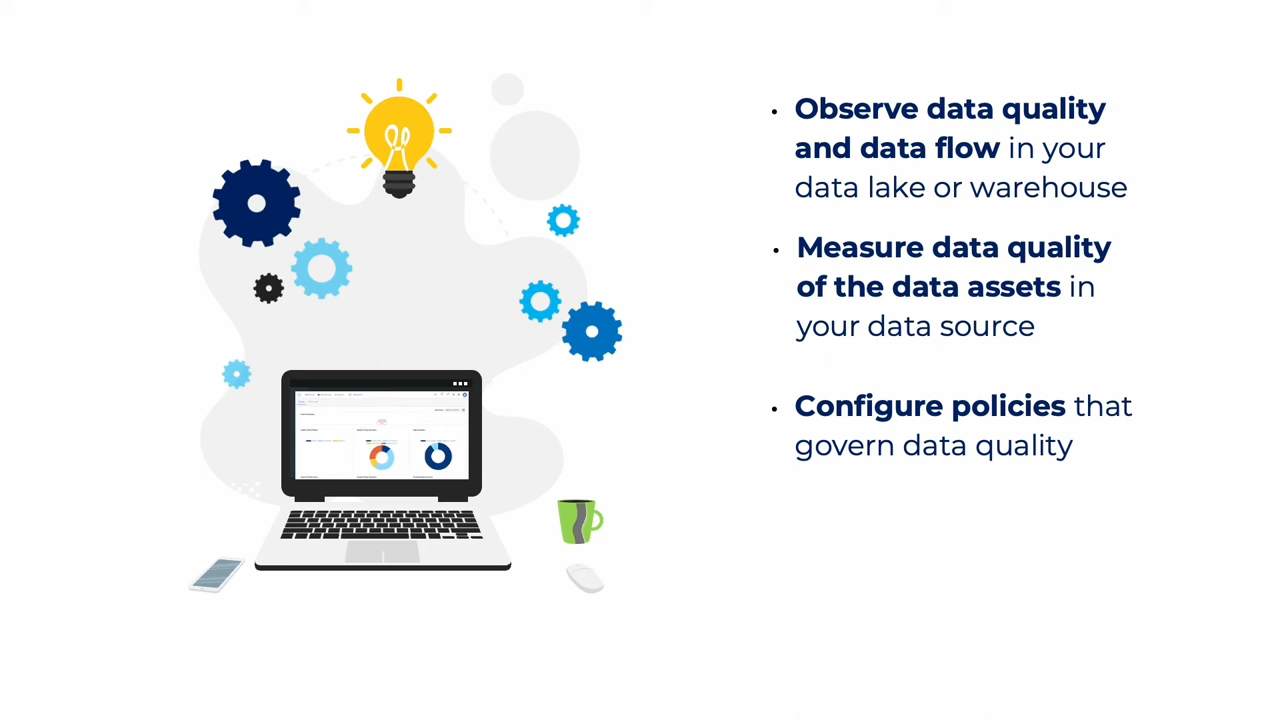 • Observe data quality
and data flow in your
data lake or warehouse
• Measure data quality
of the data assets in
your data source
• Configure policies that
govern data quality